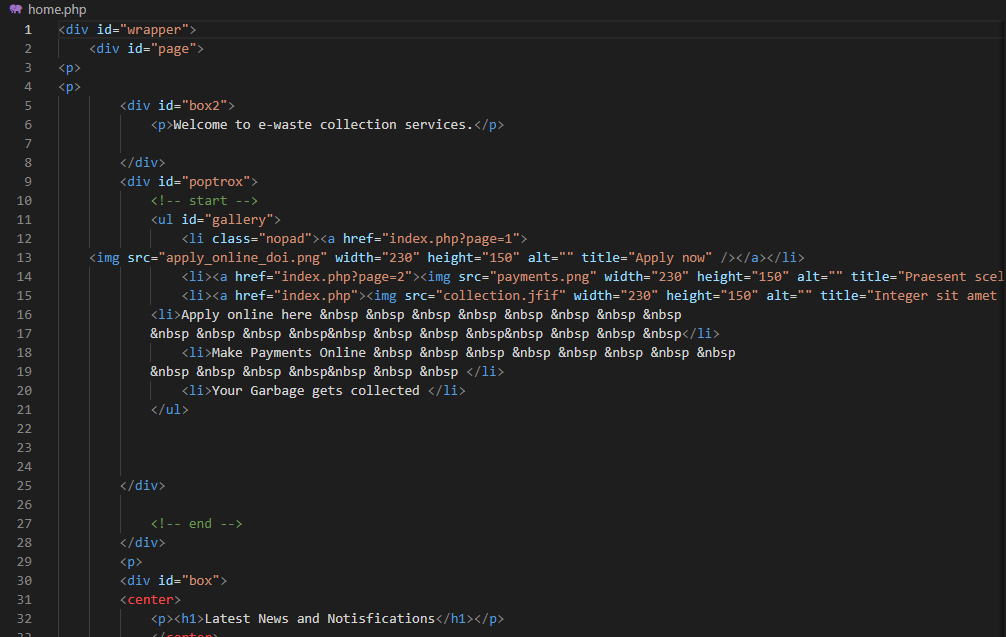 home.php
1 <div id="wrapper">
2 <div id="page">
3 <p>
4 <p>
5 <div id="box2">
6 <p>Welcome to e-waste collection services.</p>
7
8 </div>
9 <div id="poptrox">
10 <!-- start -->
11 <ul id="gallery">
12 <li class="nopad"><a href="index.php?page=1">
13 <img src="apply_online_doi.png" width="230" height="150" alt="" title="Apply now" /></a></li>
14 <li><a href="index.php?page=2"><img src="payments.png" width="230" height="150" alt="" title="Praesent scel
15 <li><a href="index.php"><img src="collection.jfif" width="230" height="150" alt="" title="Integer sit amet
16 <li>Apply online here &nbsp &nbsp &nbsp &nbsp &nbsp &nbsp &nbsp &nbsp
17 &nbsp &nbsp &nbsp &nbsp&nbsp &nbsp &nbsp &nbsp&nbsp &nbsp &nbsp &nbsp</li>
18 <li>Make Payments Online &nbsp &nbsp &nbsp &nbsp &nbsp &nbsp &nbsp &nbsp
19 &nbsp &nbsp &nbsp &nbsp&nbsp &nbsp &nbsp </li>
20 <li>Your Garbage gets collected </li>
21 </ul>
22
23
24
25 </div>
26
27 <!-- end -->
28 </div>
29 <p>
30 <div id="box">
31 <center>
32 <p><h1>Latest News and Notisfications</h1></p>
33 </center>